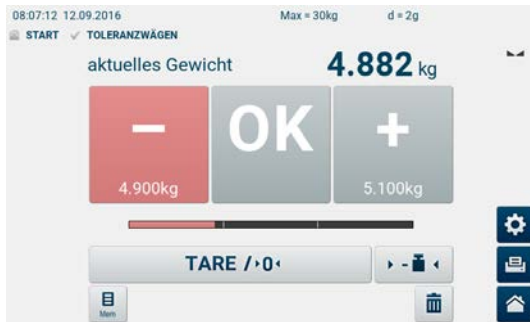 08:07:12 12.09.2016 Max = 30kg d = 2g
START TOLERANZWÄGEN
aktuelles Gewicht 4.882 kg
− OK +
4.900kg 5.100kg
TARE / 0
Mem